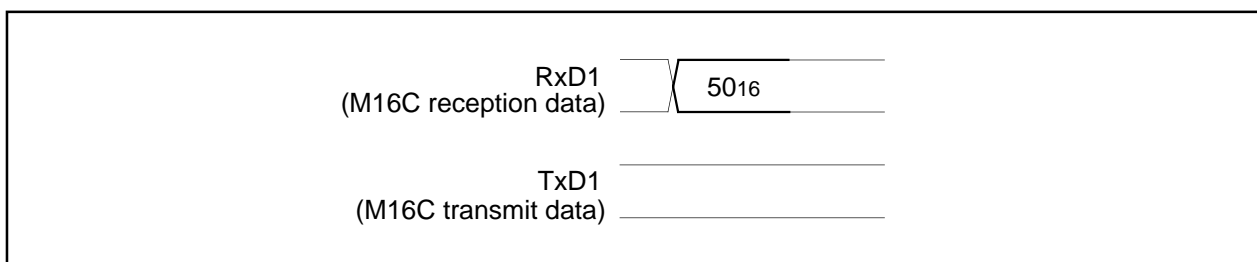 RxD1
(M16C reception data)
5016
TxD1
(M16C transmit data)